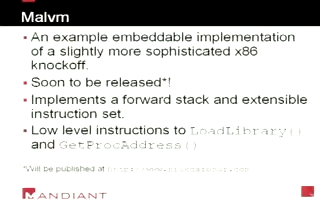 Malvm
▪ An example embeddable implementation
of a slightly more sophisticated x86
knockoff.
▪ Soon to be released*!
▪ Implements a forward stack and extensible
instruction set.
▪ Low level instructions to LoadLibrary()
and GetProcAddress()
*Will be published at
MANDIANT